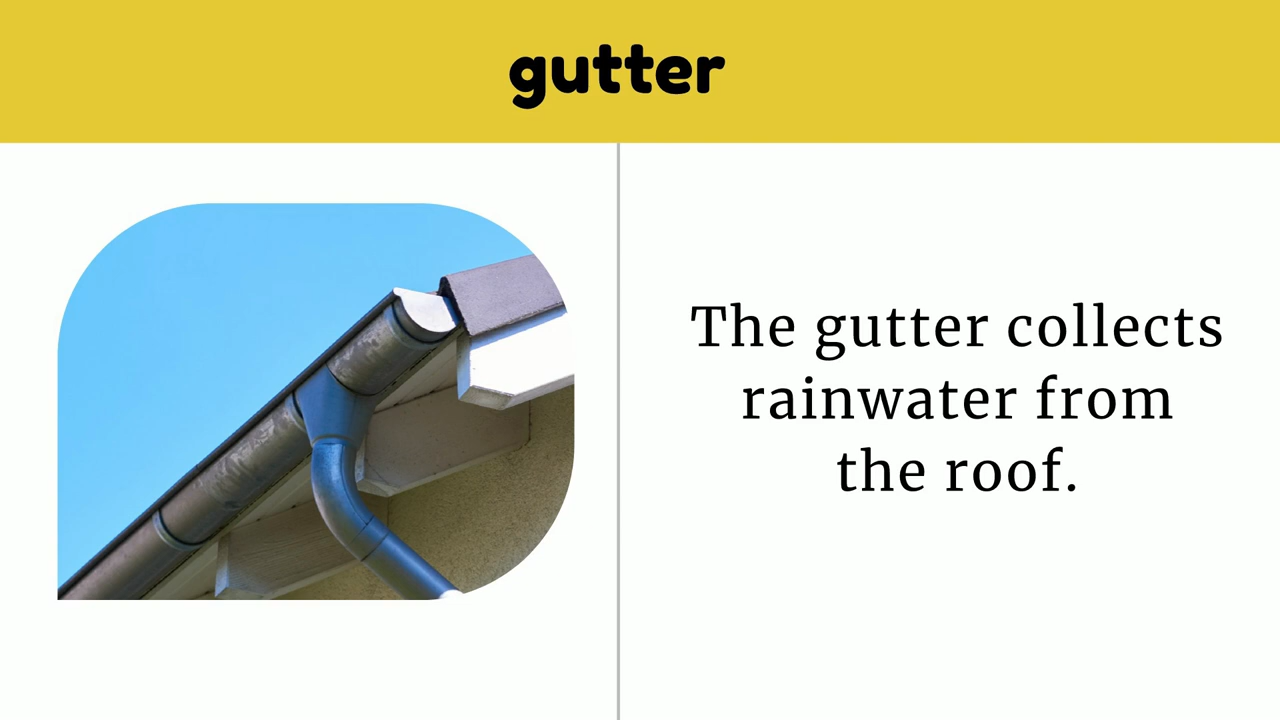 gutter
The gutter collects
rainwater from
the roof.